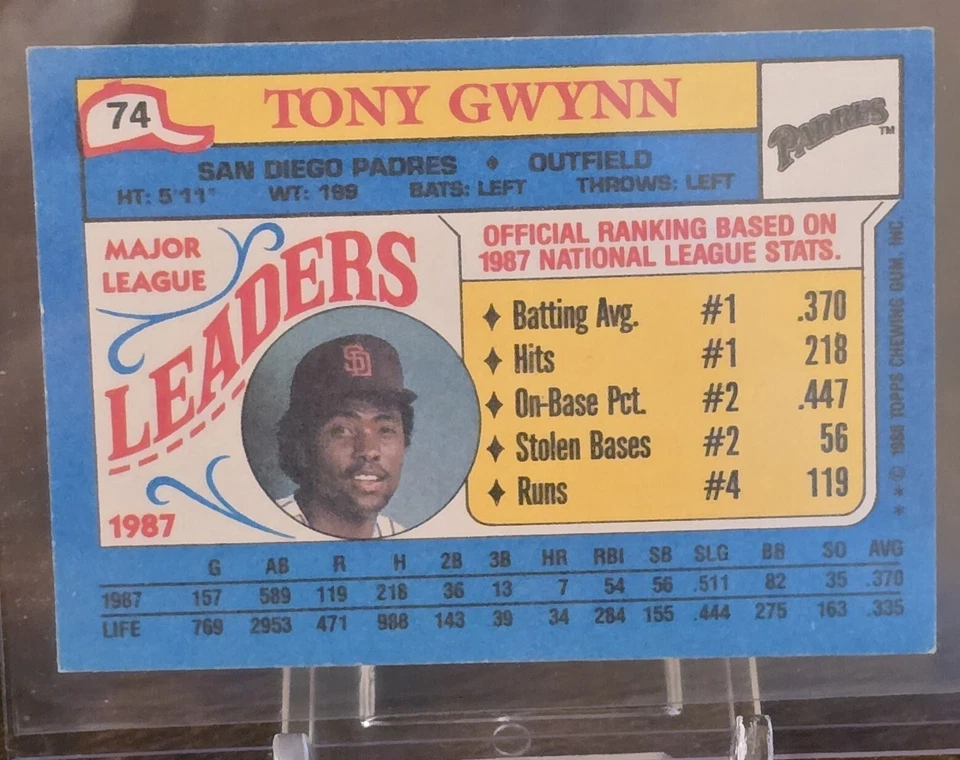 74
TONY GWYNN
PADRES™
SAN DIEGO PADRES • OUTFIELD
HT: 5'11" WT: 199 BATS: LEFT THROWS: LEFT
MAJOR
LEAGUE
LEADERS
SD
1987
OFFICIAL RANKING BASED ON
1987 NATIONAL LEAGUE STATS.
Batting Avg. #1 .370
Hits #1 218
On-Base Pct. #2 .447
Stolen Bases #2 56
Runs #4 119
G AB R H 2B 3B HR RBI SB SLG BB SO AVG
1987 157 589 119 218 36 13 7 54 56 .511 82 35 .370
LIFE 769 2953 471 988 143 39 34 284 155 .444 275 163 .335
* * © 1988 TOPPS CHEWING GUM, INC.